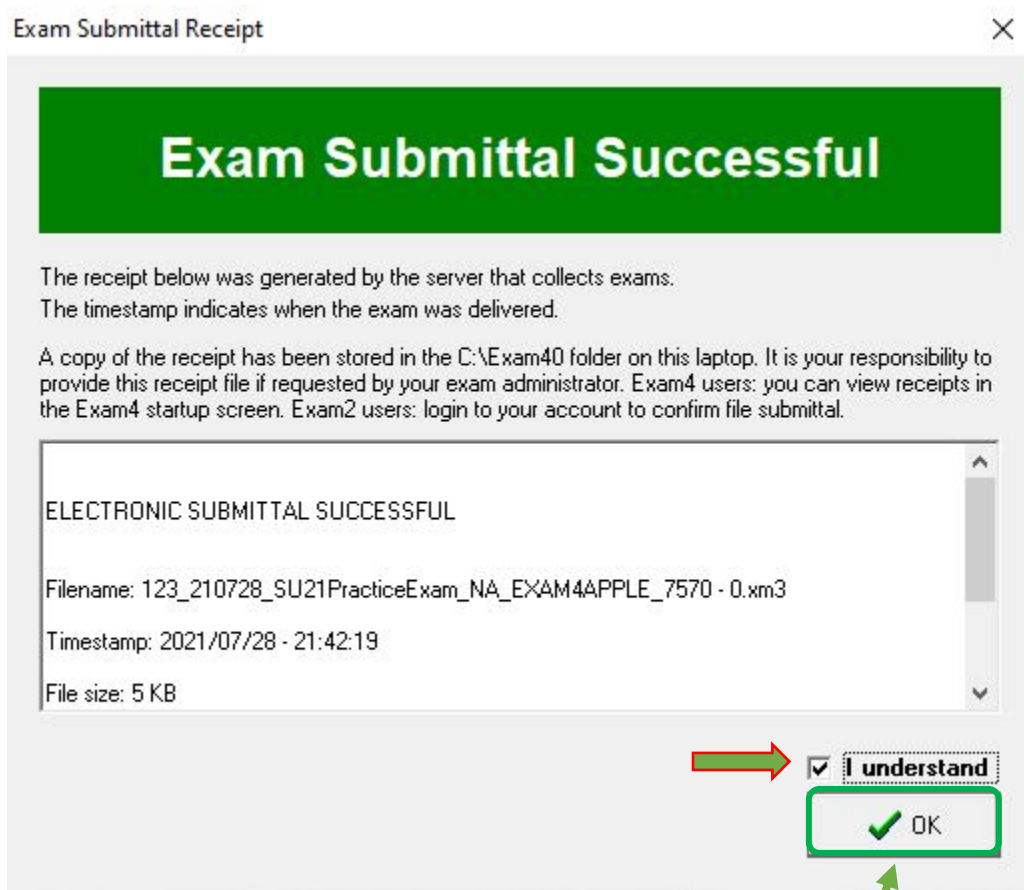 Exam Submittal Receipt
Exam Submittal Successful
The receipt below was generated by the server that collects exams.
The timestamp indicates when the exam was delivered.
A copy of the receipt has been stored in the C:\Exam40 folder on this laptop. It is your responsibility to
provide this receipt file if requested by your exam administrator. Exam4 users: you can view receipts in
the Exam4 startup screen. Exam2 users: login to your account to confirm file submittal.
ELECTRONIC SUBMITTAL SUCCESSFUL
Filename: 123_210728_SU21PracticeExam_NA_EXAM4APPLE_7570 - 0.xm3
Timestamp: 2021/07/28 - 21:42:19
File size: 5 KB
I understand
OK